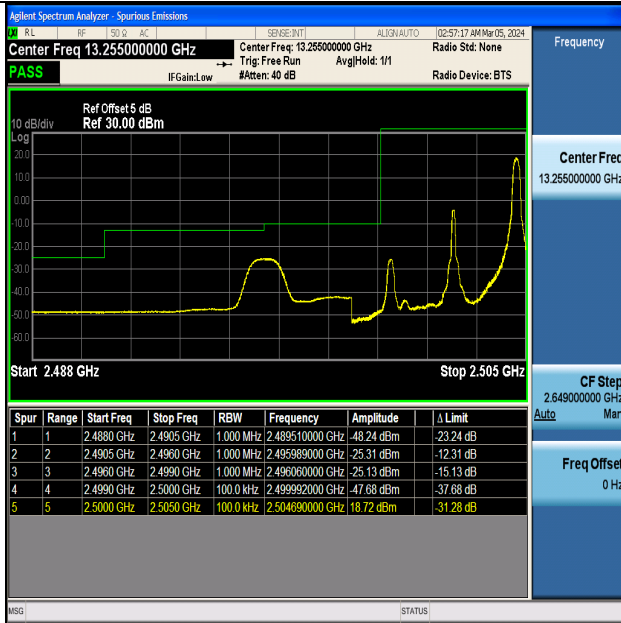 Agilent Spectrum Analyzer - Spurious Emissions
RL RF 50 Ω AC SENSE:INT ALIGN AUTO 02:57:17 AM Mar 05, 2024
Center Freq 13.255000000 GHz
Center Freq: 13.255000000 GHz
Radio Std: None
Trig: Free Run Avg|Hold: 1/1
PASS
IFGain:Low
#Atten: 40 dB
Radio Device: BTS
Ref Offset 5 dB
10 dB/div Ref 30.00 dBm
Log
20.0
10.0
0.00
-10.0
-20.0
-30.0
-40.0
-50.0
-60.0
Start 2.488 GHz Stop 2.505 GHz
Spur Range Start Freq Stop Freq RBW Frequency Amplitude Δ Limit
1 1 2.4880 GHz 2.4905 GHz 1.000 MHz 2.489510000 GHz -48.24 dBm -23.24 dB
2 2 2.4905 GHz 2.4960 GHz 1.000 MHz 2.495989000 GHz -25.31 dBm -12.31 dB
3 3 2.4960 GHz 2.4990 GHz 1.000 MHz 2.496060000 GHz -25.13 dBm -15.13 dB
4 4 2.4990 GHz 2.5000 GHz 100.0 kHz 2.499992000 GHz -47.68 dBm -37.68 dB
5 5 2.5000 GHz 2.5050 GHz 100.0 kHz 2.504690000 GHz 18.72 dBm -31.28 dB
Frequency
Center Freq
13.255000000 GHz
CF Step
2.649000000 GHz
Auto Man
Freq Offset
0 Hz
MSG STATUS